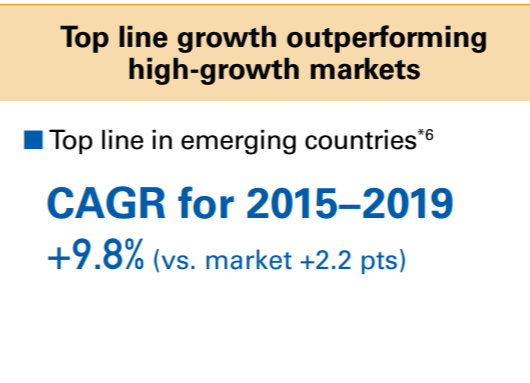 Top line growth outperforming
high-growth markets
■ Top line in emerging countries*6
CAGR for 2015–2019
+9.8% (vs. market +2.2 pts)